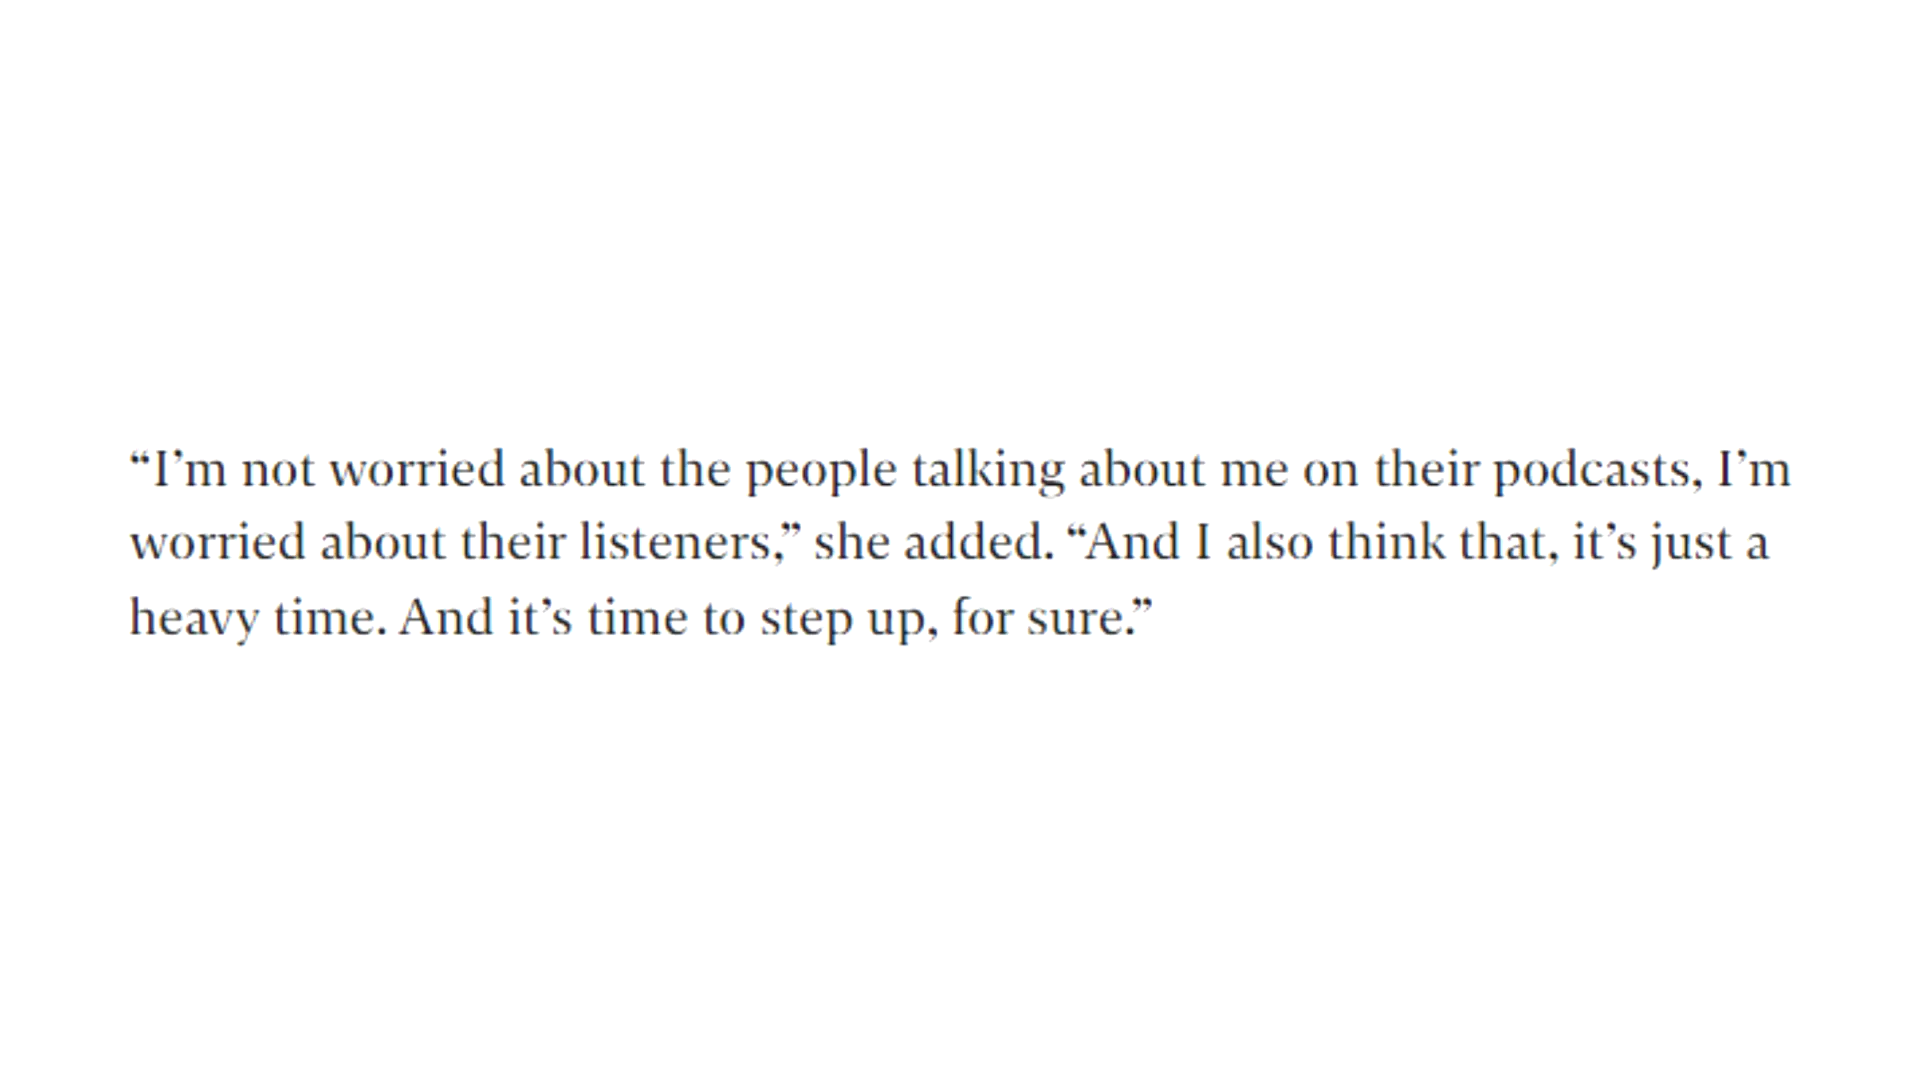 “I’m not worried about the people talking about me on their podcasts, I’m
worried about their listeners,” she added. “And I also think that, it’s just a
heavy time. And it’s time to step up, for sure.”